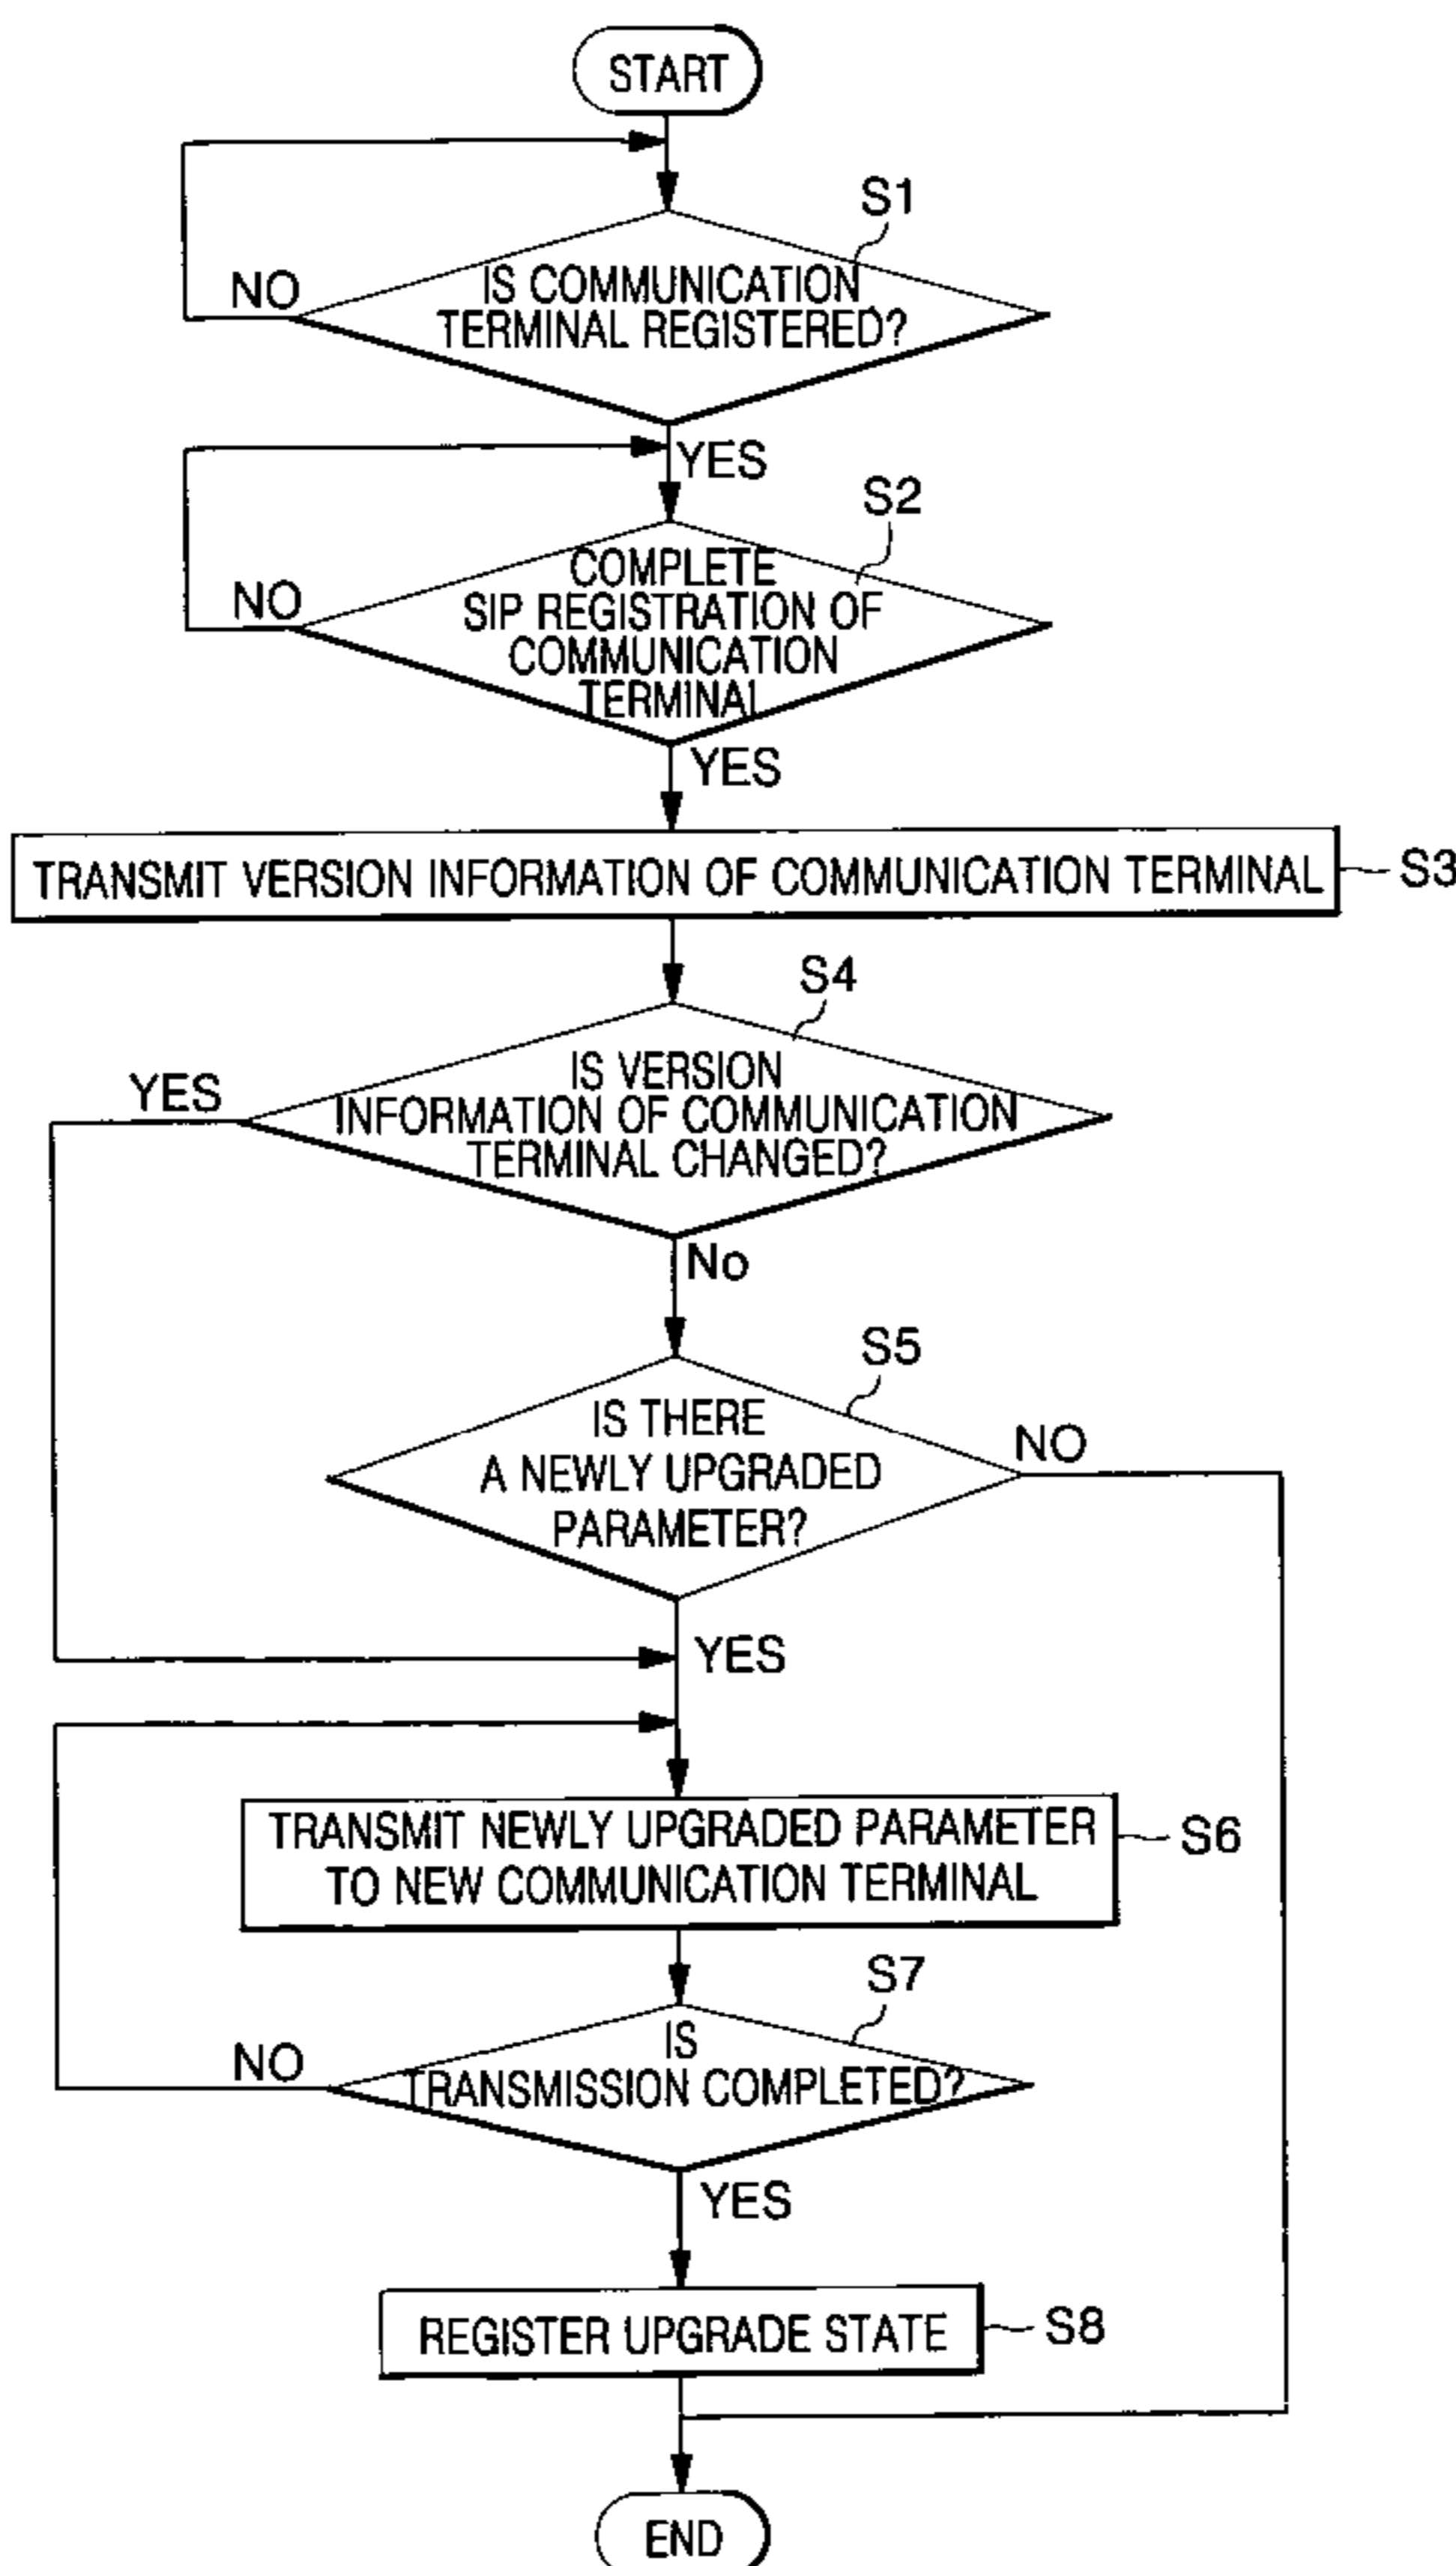 START
S1
NO
IS COMMUNICATION
TERMINAL REGISTERED?
YES
S2
NO
COMPLETE
SIP REGISTRATION OF
COMMUNICATION
TERMINAL
YES
TRANSMIT VERSION INFORMATION OF COMMUNICATION TERMINAL
S3
S4
YES
IS VERSION
INFORMATION OF COMMUNICATION
TERMINAL CHANGED?
No
S5
IS THERE
A NEWLY UPGRADED
PARAMETER?
NO
YES
TRANSMIT NEWLY UPGRADED PARAMETER
TO NEW COMMUNICATION TERMINAL
S6
S7
NO
IS
TRANSMISSION COMPLETED?
YES
REGISTER UPGRADE STATE
S8
END